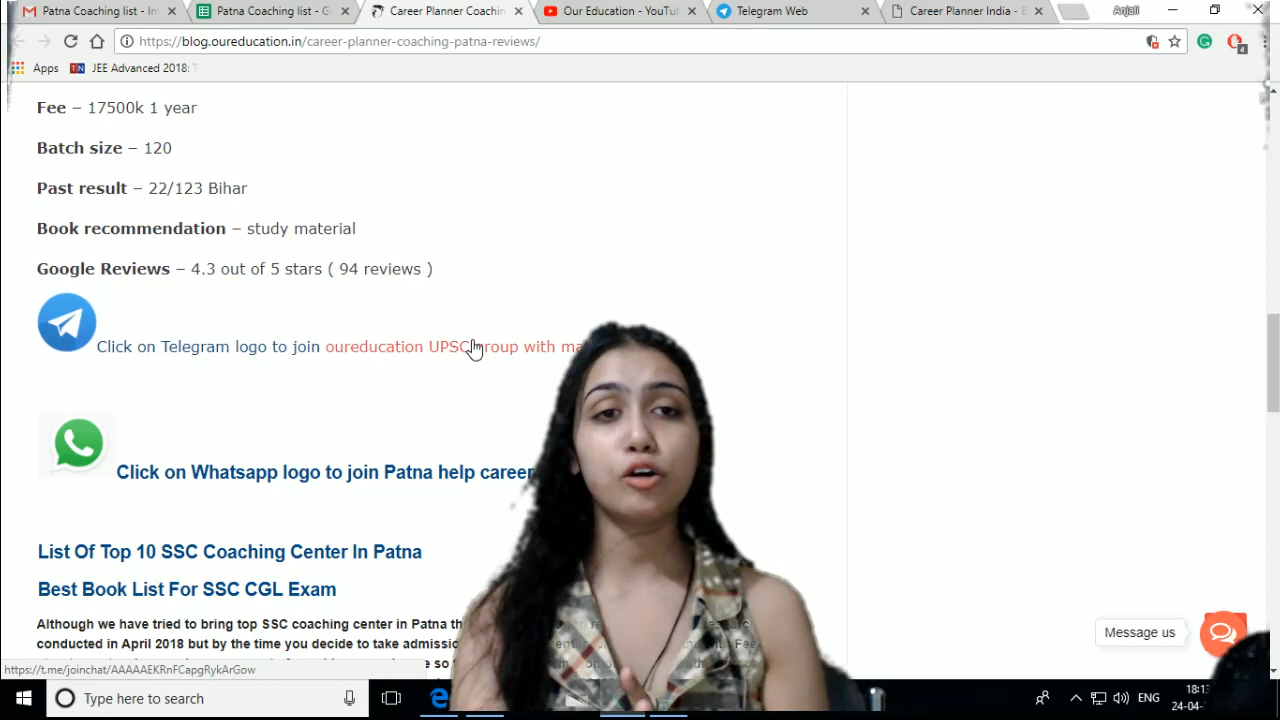 Patna Coaching list - In
Patna Coaching list - G
Career Planner Coachin
Our Education - YouTu
Telegram Web
Career Planner India - E
Anjali
https://blog.oureducation.in/career-planner-coaching-patna-reviews/
4
Apps
TN
JEE Advanced 2018:
Fee – 17500k 1 year
Batch size – 120
Past result – 22/123 Bihar
Book recommendation – study material
Google Reviews – 4.3 out of 5 stars ( 94 reviews )
Click on Telegram logo to join oureducation UPSC group with ma
Click on Whatsapp logo to join Patna help career
List Of Top 10 SSC Coaching Center In Patna
Best Book List For SSC CGL Exam
Although we have tried to bring top SSC coaching center in Patna th
conducted in April 2018 but by the time you decide to take admiss
Message us
https://t.me/joinchat/AAAAAEKRnFCapgRykArGow
Type here to search
ENG
18:13
24-04-